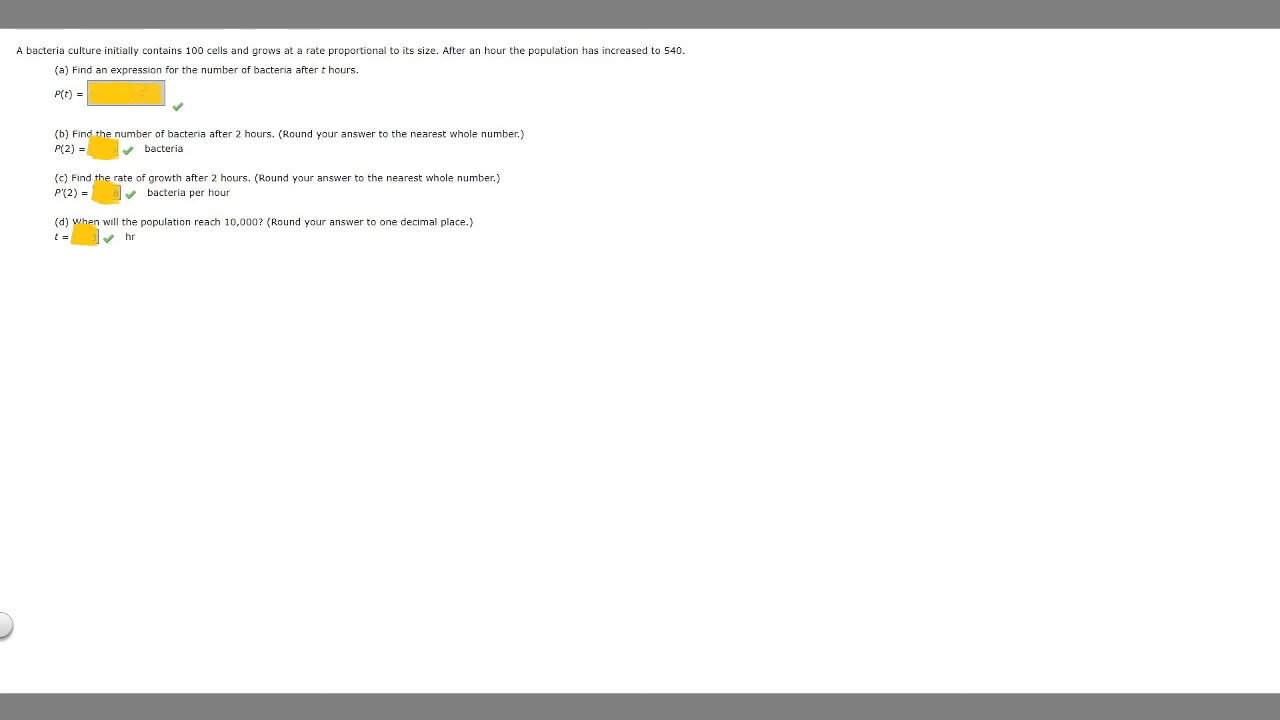 A bacteria culture initially contains 100 cells and grows at a rate proportional to its size. After an hour the population has increased to 540.
(a) Find an expression for the number of bacteria after t hours.
P(t) =
(b) Find the number of bacteria after 2 hours. (Round your answer to the nearest whole number.)
P(2) = bacteria
(c) Find the rate of growth after 2 hours. (Round your answer to the nearest whole number.)
P'(2) = 8 bacteria per hour
(d) When will the population reach 10,000? (Round your answer to one decimal place.)
t = hr